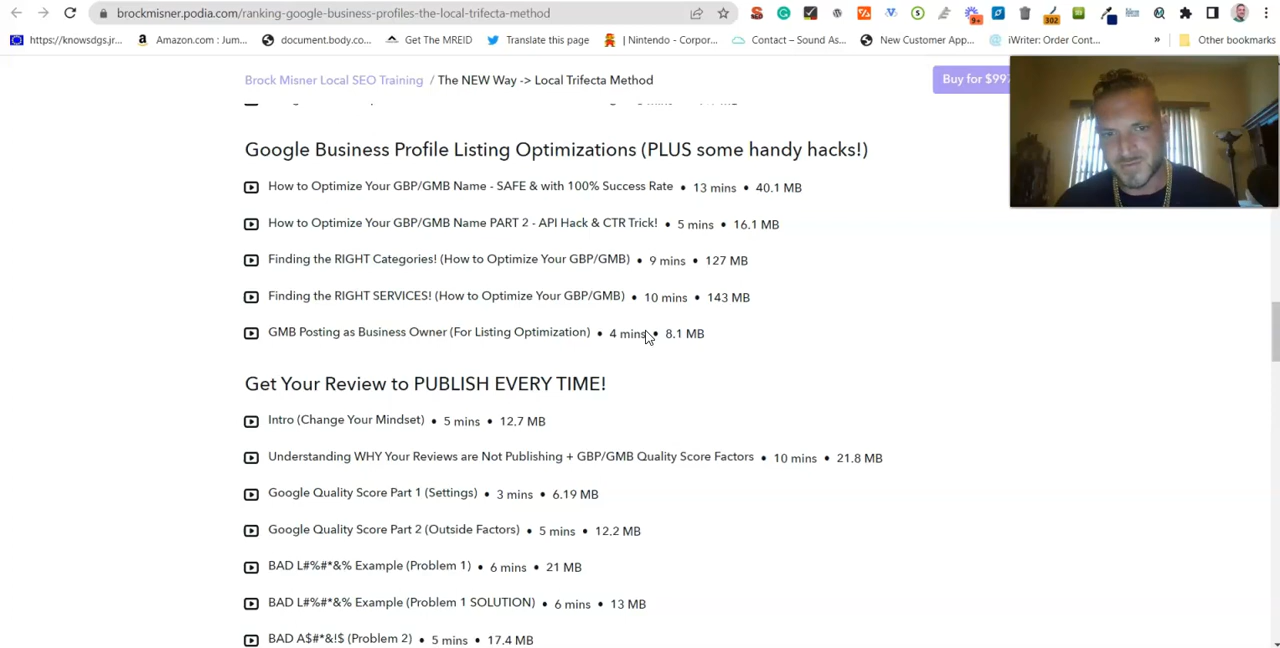 brockmisner.podia.com/ranking-google-business-profiles-the-local-trifecta-method
9+
302
https://knowsdgs.jr...
Amazon.com : Jum...
document.body.co...
Get The MREID
Translate this page
| Nintendo - Corpor...
Contact – Sound As...
New Customer App...
iWriter: Order Cont...
»
Other bookmarks
Brock Misner Local SEO Training / The NEW Way -> Local Trifecta Method
Buy for $997
Google Business Profile Listing Optimizations (PLUS some handy hacks!)
How to Optimize Your GBP/GMB Name - SAFE & with 100% Success Rate • 13 mins • 40.1 MB
How to Optimize Your GBP/GMB Name PART 2 - API Hack & CTR Trick! • 5 mins • 16.1 MB
Finding the RIGHT Categories! (How to Optimize Your GBP/GMB) • 9 mins • 127 MB
Finding the RIGHT SERVICES! (How to Optimize Your GBP/GMB) • 10 mins • 143 MB
GMB Posting as Business Owner (For Listing Optimization) • 4 mins • 8.1 MB
Get Your Review to PUBLISH EVERY TIME!
Intro (Change Your Mindset) • 5 mins • 12.7 MB
Understanding WHY Your Reviews are Not Publishing + GBP/GMB Quality Score Factors • 10 mins • 21.8 MB
Google Quality Score Part 1 (Settings) • 3 mins • 6.19 MB
Google Quality Score Part 2 (Outside Factors) • 5 mins • 12.2 MB
BAD L#%#*&% Example (Problem 1) • 6 mins • 21 MB
BAD L#%#*&% Example (Problem 1 SOLUTION) • 6 mins • 13 MB
BAD A$#*&!$ (Problem 2) • 5 mins • 17.4 MB